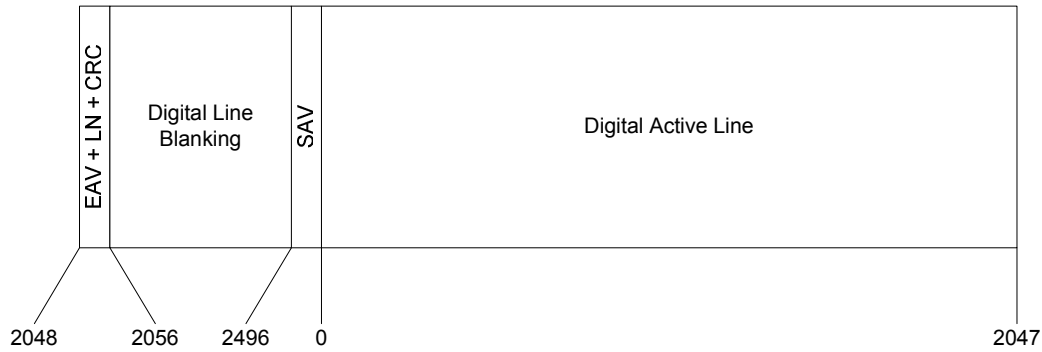 EAV + LN + CRC
Digital Line
Blanking
SAV
Digital Active Line
2048
2056
2496
0
2047